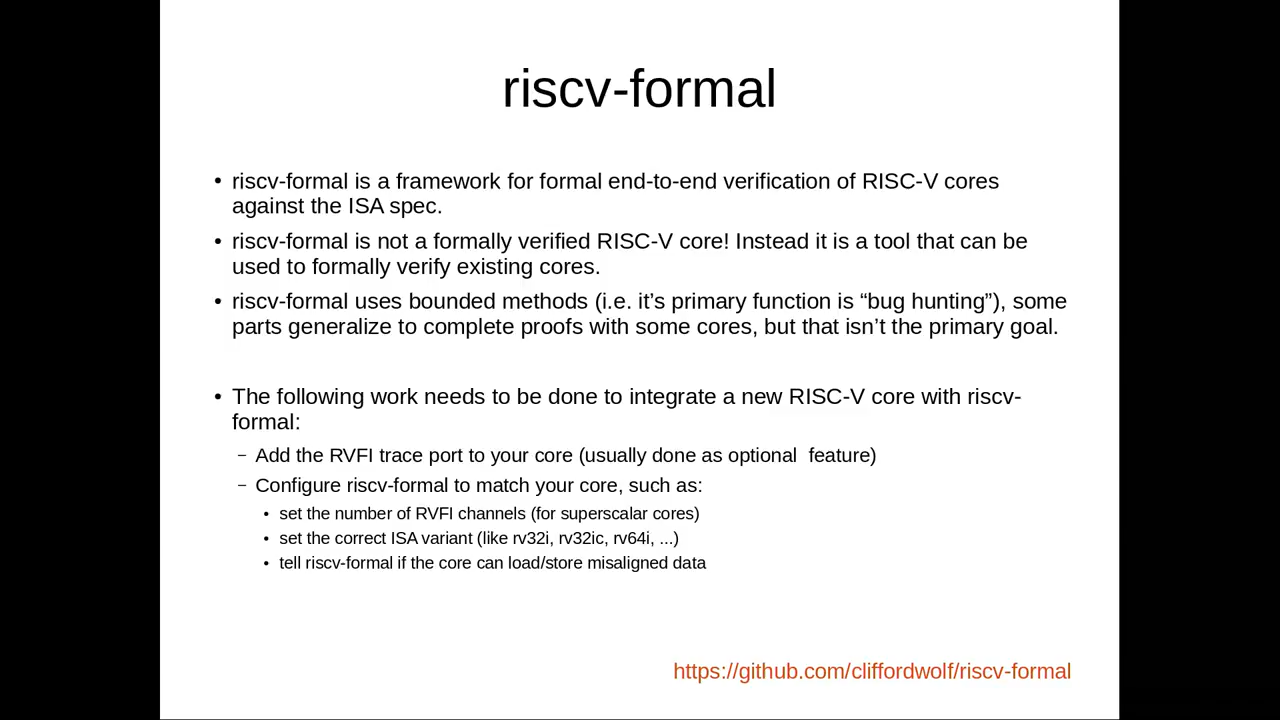 riscv-formal
• riscv-formal is a framework for formal end-to-end verification of RISC-V cores
against the ISA spec.
• riscv-formal is not a formally verified RISC-V core! Instead it is a tool that can be
used to formally verify existing cores.
• riscv-formal uses bounded methods (i.e. it’s primary function is “bug hunting”), some
parts generalize to complete proofs with some cores, but that isn’t the primary goal.
• The following work needs to be done to integrate a new RISC-V core with riscv-
formal:
– Add the RVFI trace port to your core (usually done as optional  feature)
– Configure riscv-formal to match your core, such as:
• set the number of RVFI channels (for superscalar cores)
• set the correct ISA variant (like rv32i, rv32ic, rv64i, ...)
• tell riscv-formal if the core can load/store misaligned data
https://github.com/cliffordwolf/riscv-formal